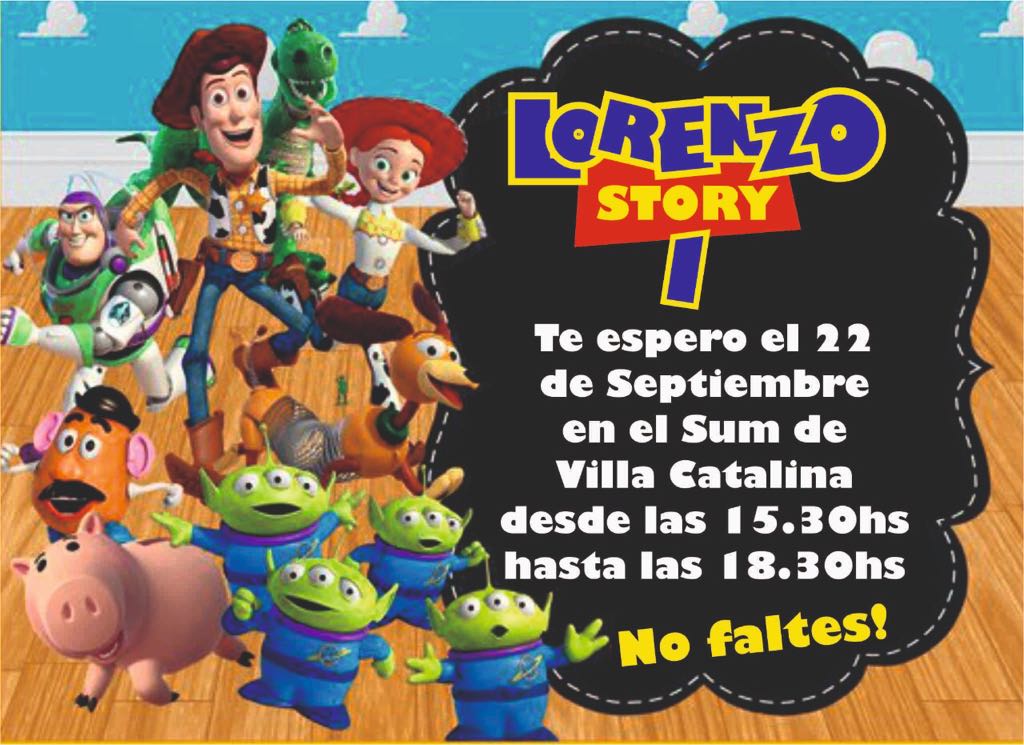 LORENZO
STORY
1
Te espero el 22
de Septiembre
en el Sum de
Villa Catalina
desde las 15.30hs
hasta las 18.30hs
No faltes!